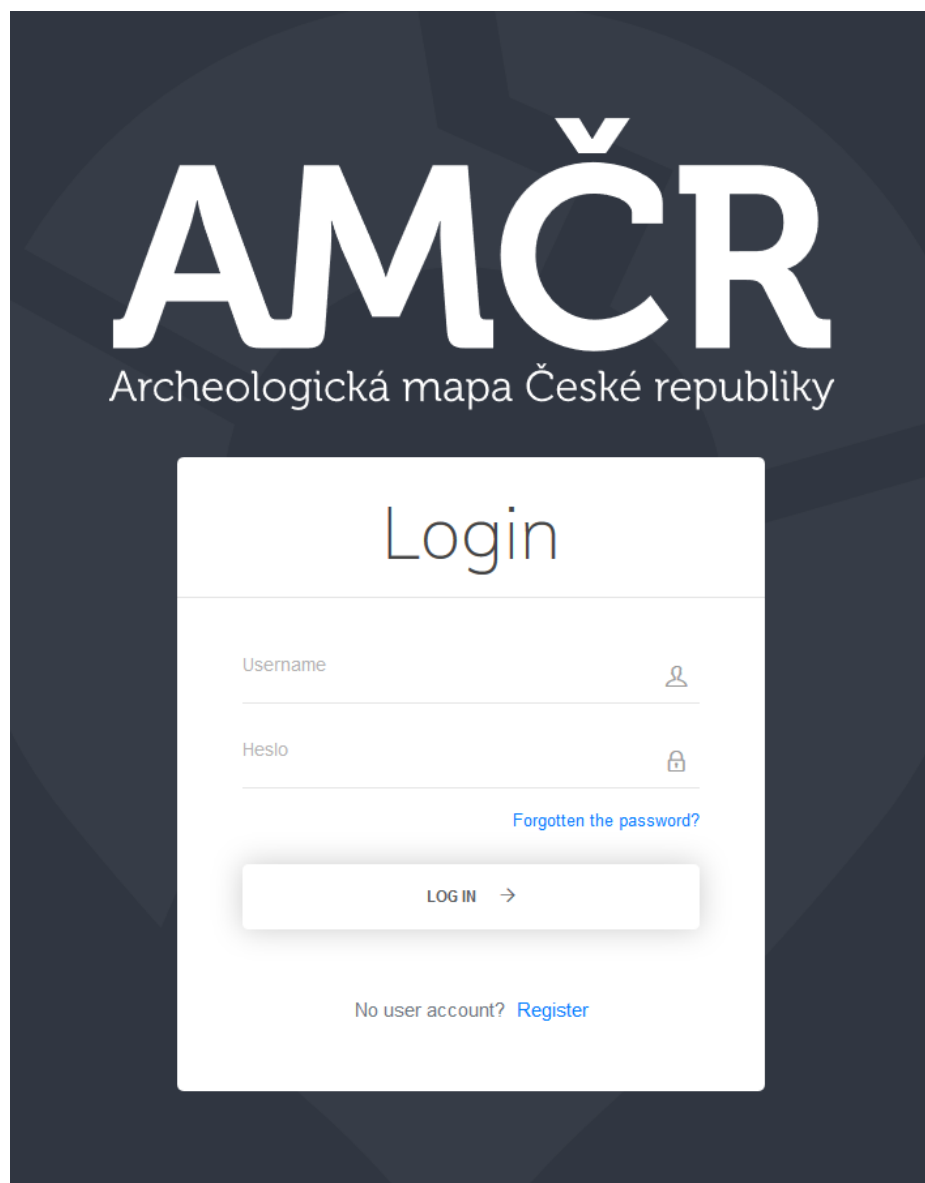 AMČR
Archeologická mapa České republiky
Login
Username
Heslo
Forgotten the password?
LOG IN
No user account? Register